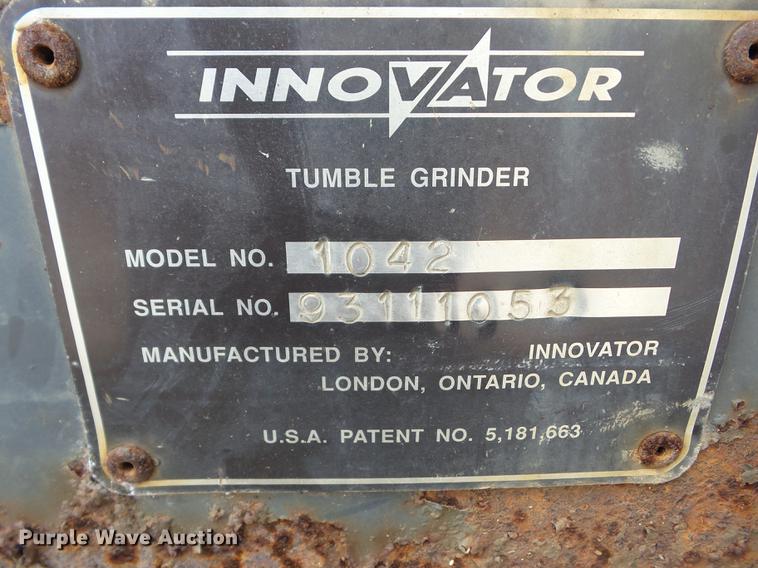 INNOVATOR
TUMBLE GRINDER
MODEL NO. 1042
SERIAL NO. 93111053
MANUFACTURED BY: INNOVATOR
LONDON, ONTARIO, CANADA
U.S.A. PATENT NO. 5,181,663
Purple Wave Auction